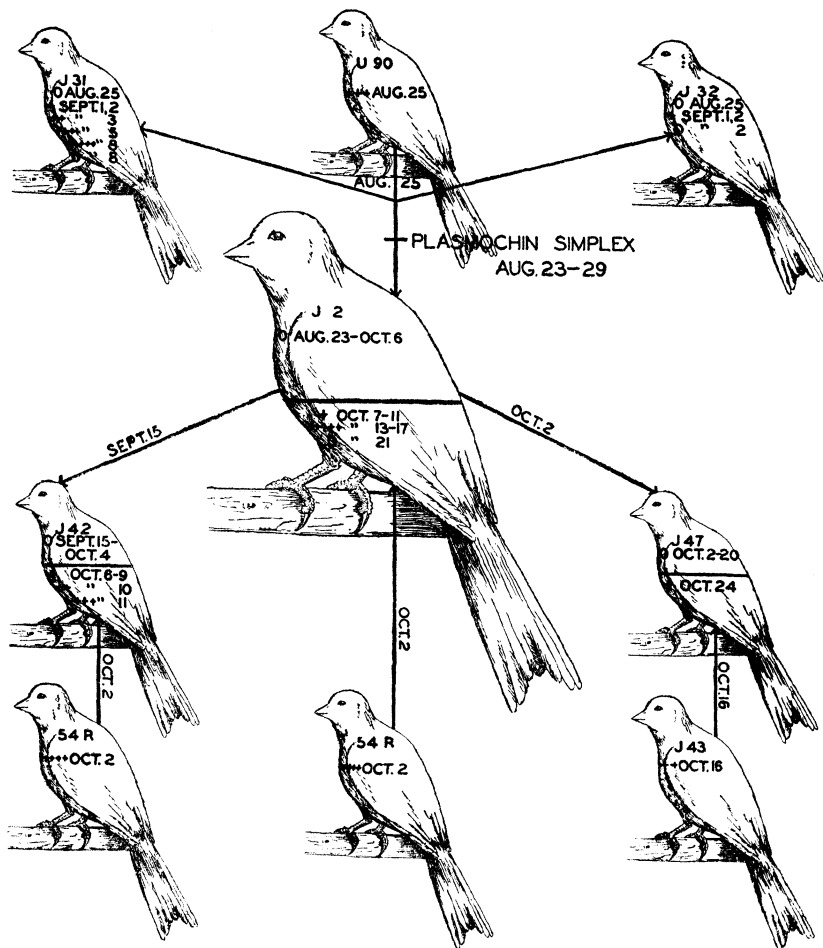 J 31
0 AUG. 25
SEPT. 1, 2
" 3
U 90
+++ AUG. 25
J 32
0 AUG. 25
SEPT. 1, 2
" 2
AUG. 25
PLASMOCHIN SIMPLEX
AUG. 23-29
J 2
0 AUG. 23-OCT. 6
+ OCT. 7-11
" 13-17
" 21
SEPT. 15
OCT. 2
J 42
0 SEPT. 15-
OCT. 4
OCT. 6-9
" 10
" 11
J 47
0 OCT. 2-20
OCT. 24
OCT. 2
OCT. 2
OCT. 16
54 R
++++ OCT. 2
54 R
++++ OCT. 2
J 43
OCT. 16